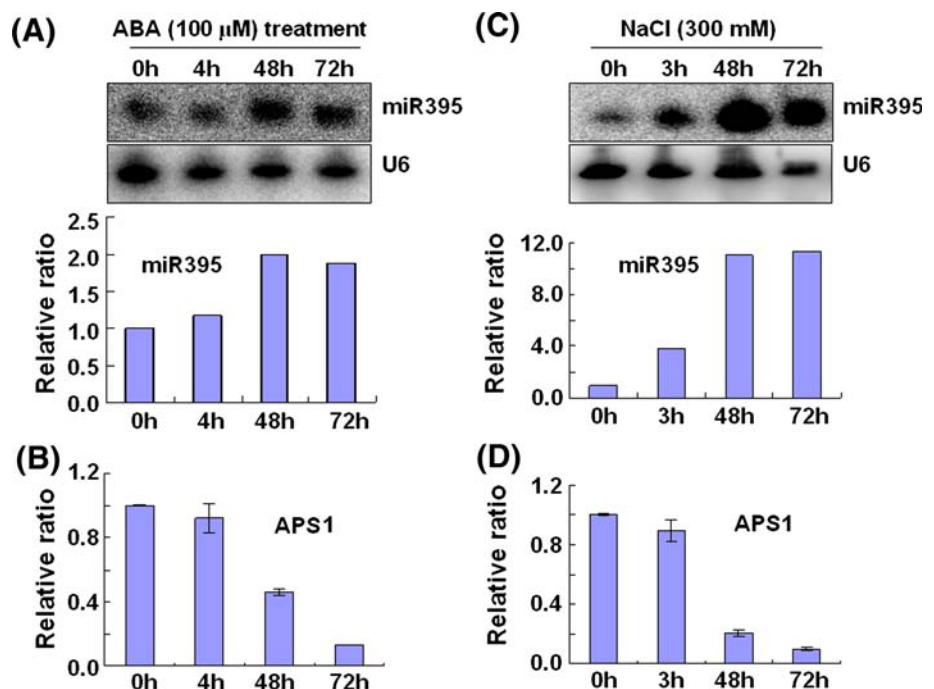 (A)
ABA (100 μM) treatment
0h 4h 48h 72h
miR395
U6
Relative ratio
2.5
2.0
1.5
1.0
0.5
0.0
miR395
0h 4h 48h 72h
(B)
Relative ratio
1.2
0.8
0.4
0.0
APS1
0h 4h 48h 72h
(C)
NaCl (300 mM)
0h 3h 48h 72h
miR395
U6
Relative ratio
12.0
8.0
4.0
0.0
miR395
0h 3h 48h 72h
(D)
Relative ratio
1.2
0.8
0.4
0.0
APS1
0h 3h 48h 72h